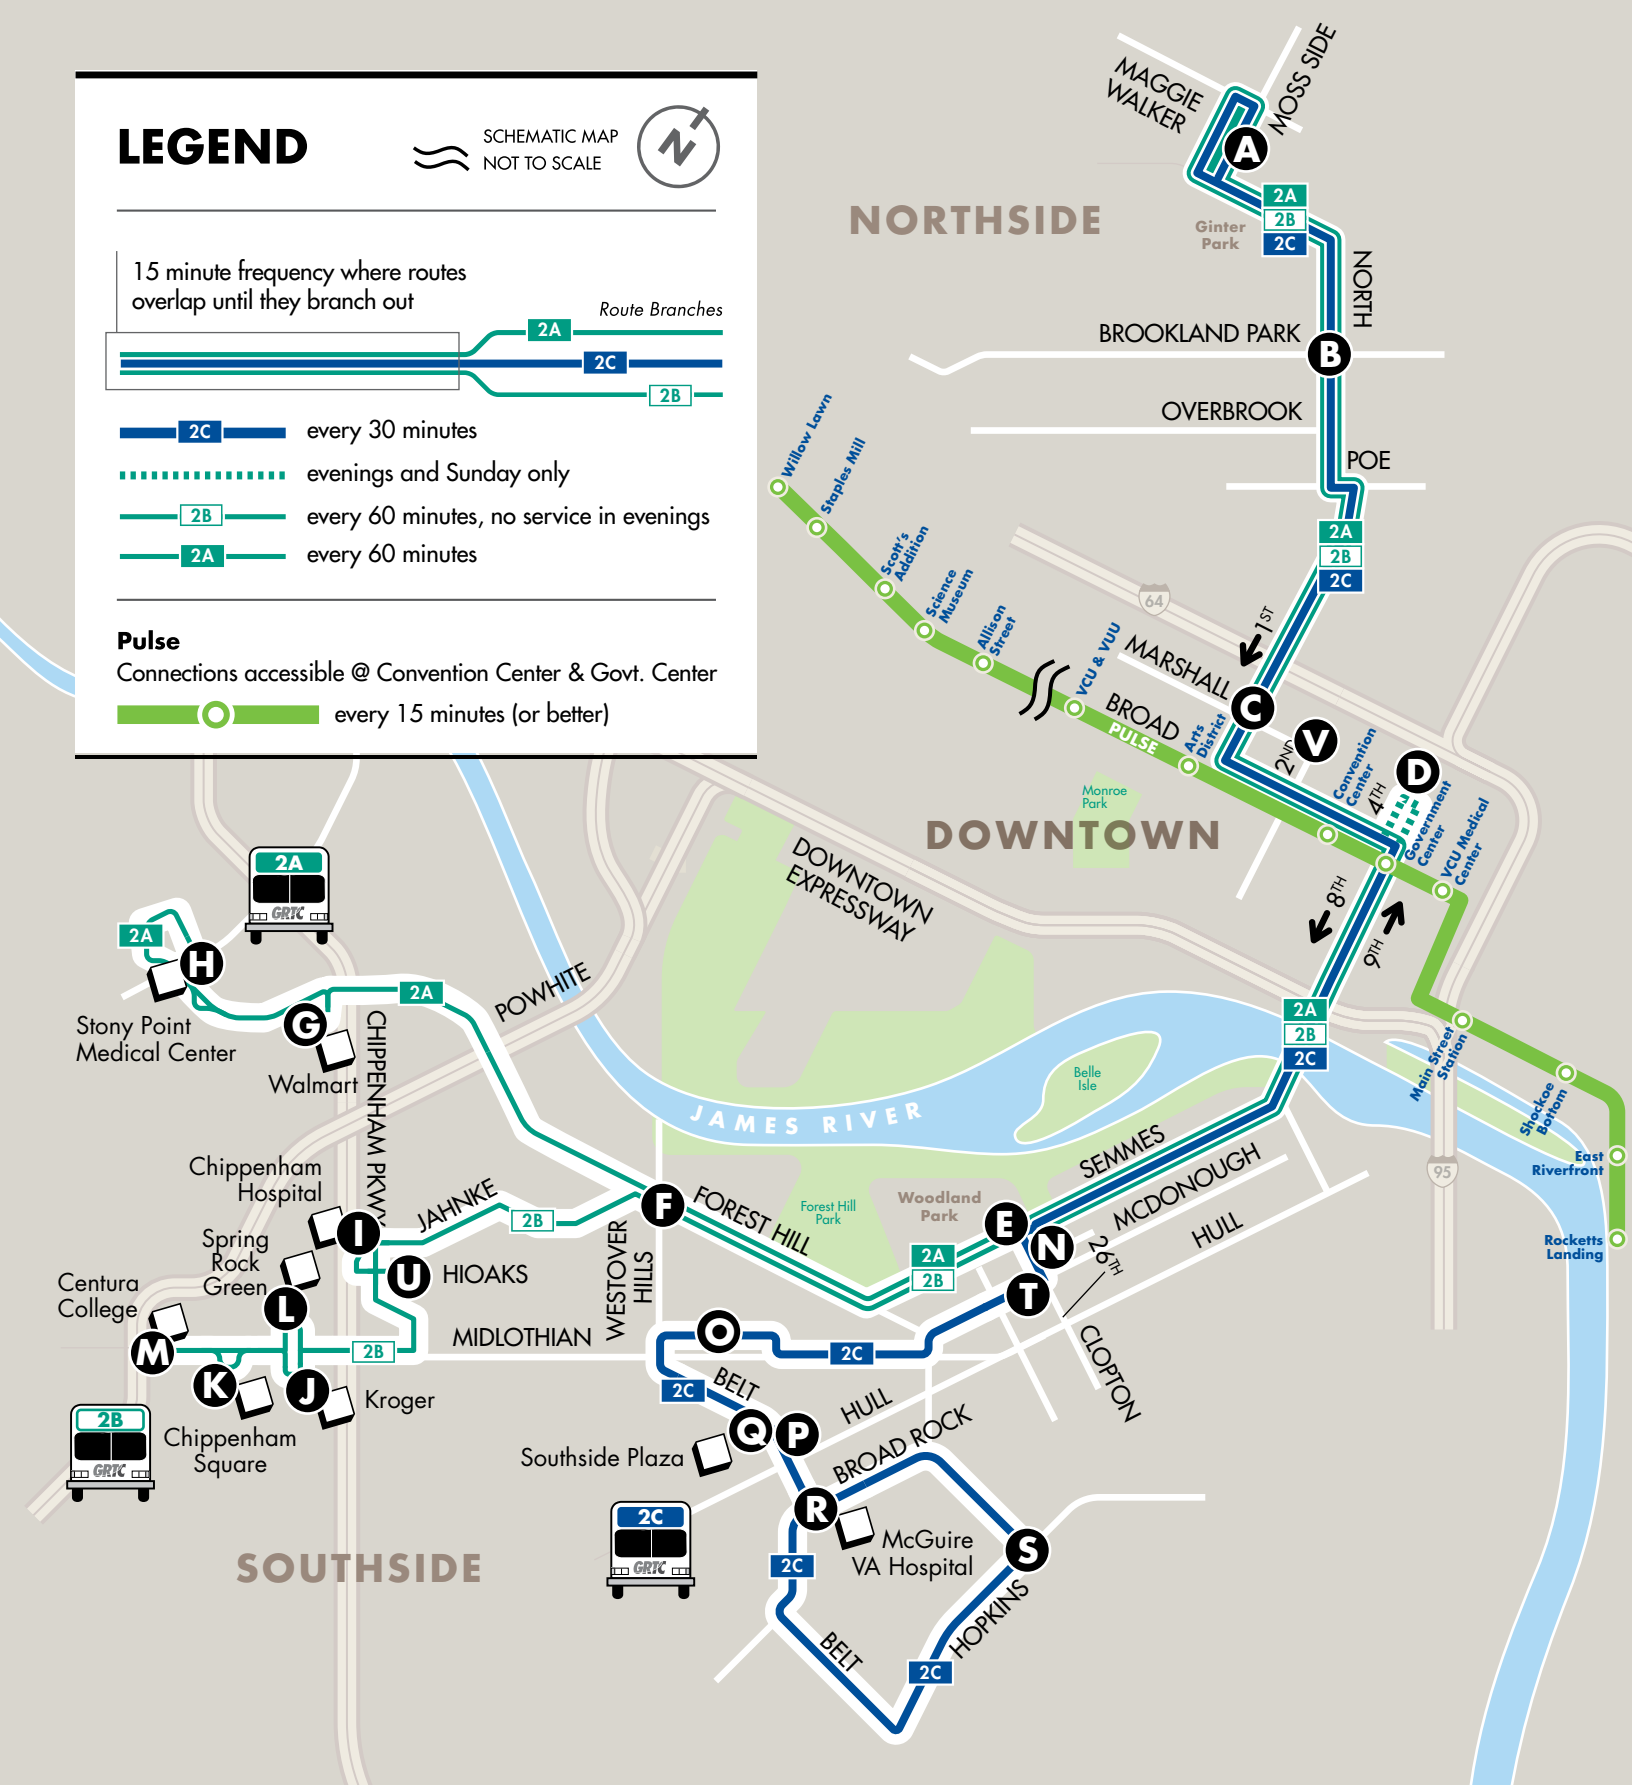 LEGEND
SCHEMATIC MAP
NOT TO SCALE
N
15 minute frequency where routes
overlap until they branch out
Route Branches
2A
2C
2B
2C every 30 minutes
evenings and Sunday only
2B every 60 minutes, no service in evenings
2A every 60 minutes
Pulse
Connections accessible @ Convention Center & Govt. Center
every 15 minutes (or better)
MAGGIE
WALKER
MOSS SIDE
A
NORTHSIDE
Ginter
Park
2A
2B
2C
NORTH
BROOKLAND PARK
B
OVERBROOK
POE
2A
2B
2C
Willow Lawn
Staples Mill
Scott's
Addition
Science
Museum
Allison
Street
VCU & VUU
64
1ST
MARSHALL
C
BROAD
PULSE
Arts
District
2ND
V
Convention
Center
4TH
D
Government
Center
VCU Medical
Center
Monroe
Park
DOWNTOWN
DOWNTOWN
EXPRESSWAY
8TH
9TH
2A
2B
2C
Main Street
Station
Shockoe
Bottom
East
Riverfront
95
Rocketts
Landing
2A
GRTC
2A
H
Stony Point
Medical Center
G
Walmart
2A
POWHITE
CHIPPENHAM PKWY
JAMES RIVER
Belle
Isle
SEMMES
MCDONOUGH
HULL
Chippenham
Hospital
I
JAHNKE
2B
F
FOREST HILL
Forest Hill
Park
Woodland
Park
E
N
26TH
2A
2B
T
CLOPTON
Spring
Rock
Green
U
HIOAKS
WESTOVER
HILLS
Centura
College
L
M
2B
MIDLOTHIAN
O
2C
K
J
Kroger
2C
BELT
HULL
BROAD ROCK
2B
GRTC
Chippenham
Square
Southside Plaza
Q
P
2C
GRTC
R
McGuire
VA Hospital
S
SOUTHSIDE
2C
HOPKINS
BELT
2C